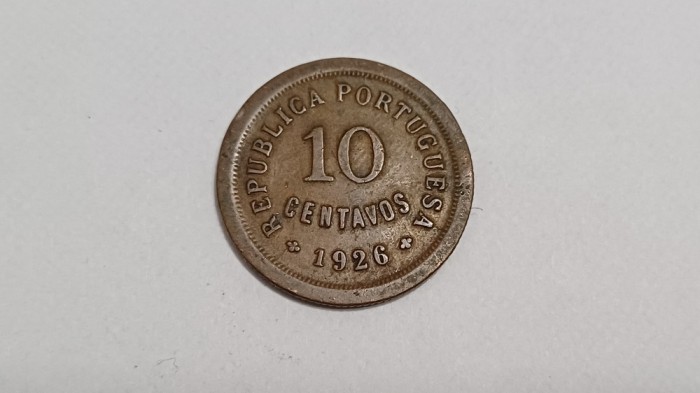 REPUBLICA PORTUGUESA
10
CENTAVOS
1926